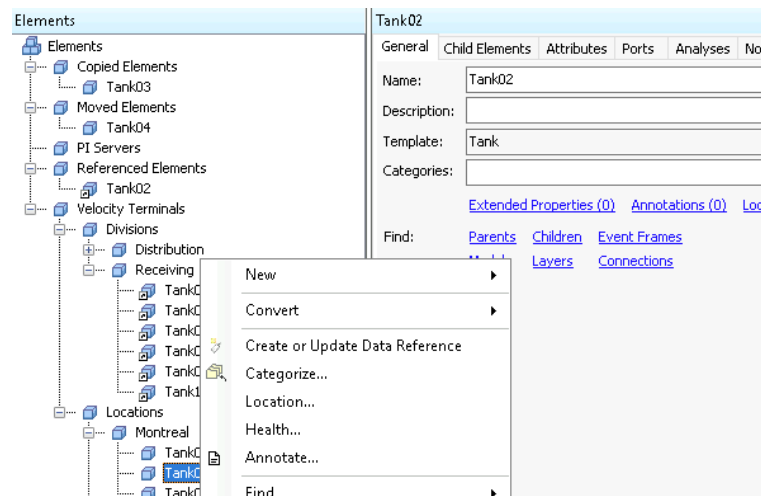 Elements
Elements
Copied Elements
Tank03
Moved Elements
Tank04
PI Servers
Referenced Elements
Tank02
Velocity Terminals
Divisions
Distribution
Receiving
Locations
Montreal
Tank02
General Child Elements Attributes Ports Analyses
Name: Tank02
Description:
Template: Tank
Categories:
Extended Properties (0) Annotations (0)
Find: Parents Children Event Frames
Layers Connections
New
Convert
Create or Update Data Reference
Categorize...
Location...
Health...
Annotate...
Find